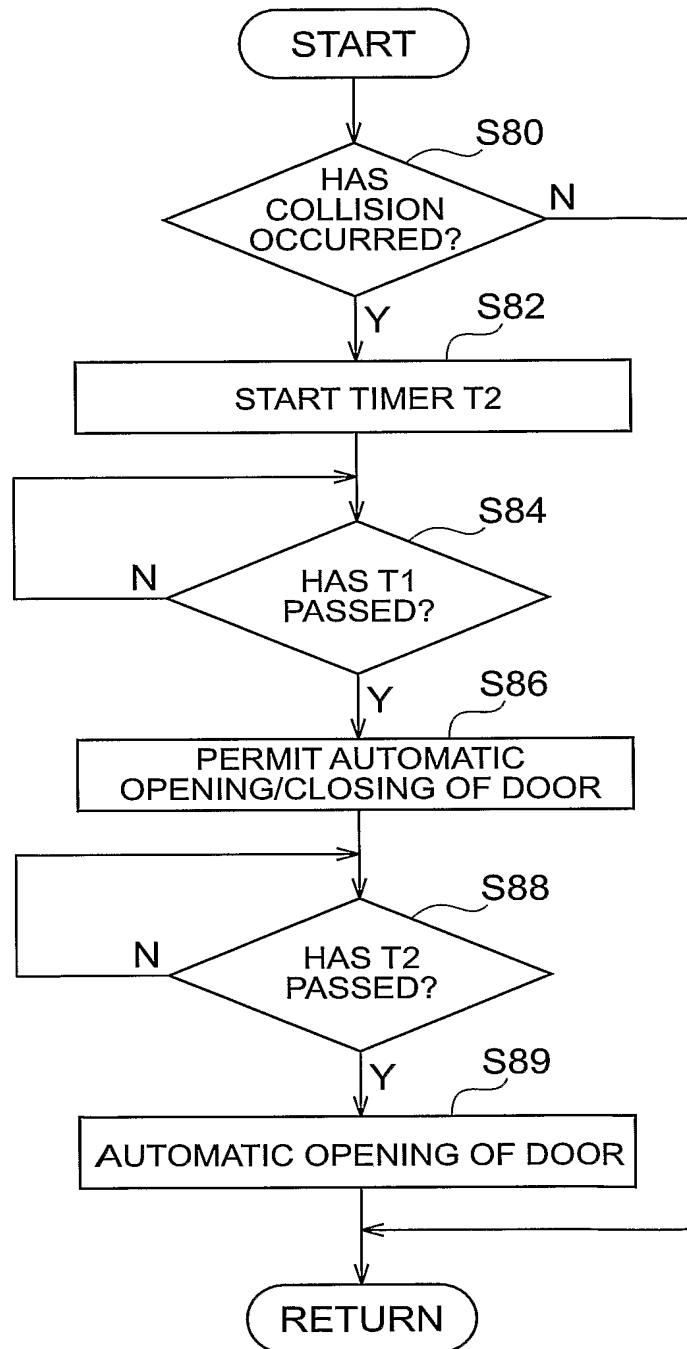 START
S80
HAS
COLLISION
OCCURRED?
N
Y
S82
START TIMER T2
S84
HAS T1
PASSED?
N
Y
S86
PERMIT AUTOMATIC
OPENING/CLOSING OF DOOR
S88
HAS T2
PASSED?
N
Y
S89
AUTOMATIC OPENING OF DOOR
RETURN